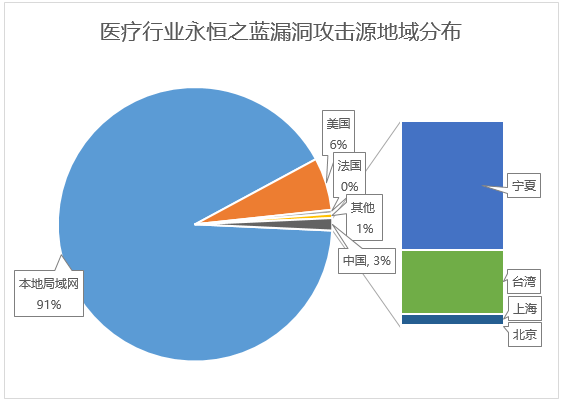 医疗行业永恒之蓝漏洞攻击源地域分布
美国
6%
法国
0%
其他
1%
中国, 3%
本地局域网
91%
宁夏
台湾
上海
北京